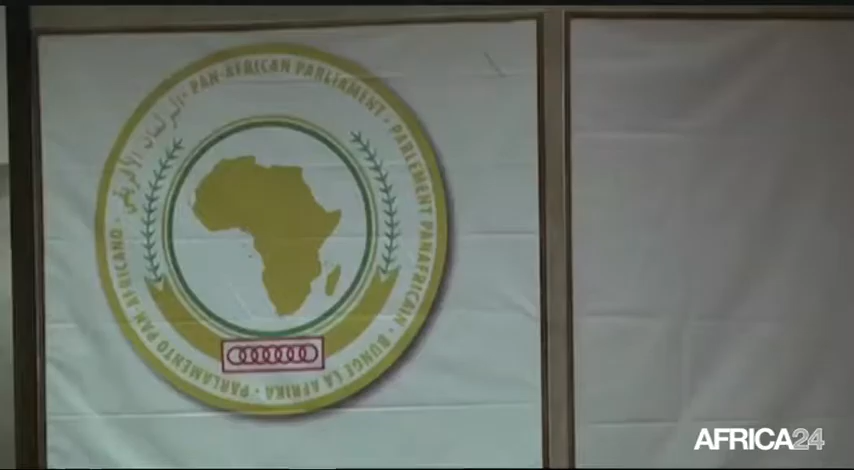 البرلمان الأفريقي · PAN-AFRICAN PARLIAMENT · PARLEMENT PANAFRICAIN · BUNGE LA AFRIKA · PARLAMENTO PAN AFRICANO ·
AFRICA24